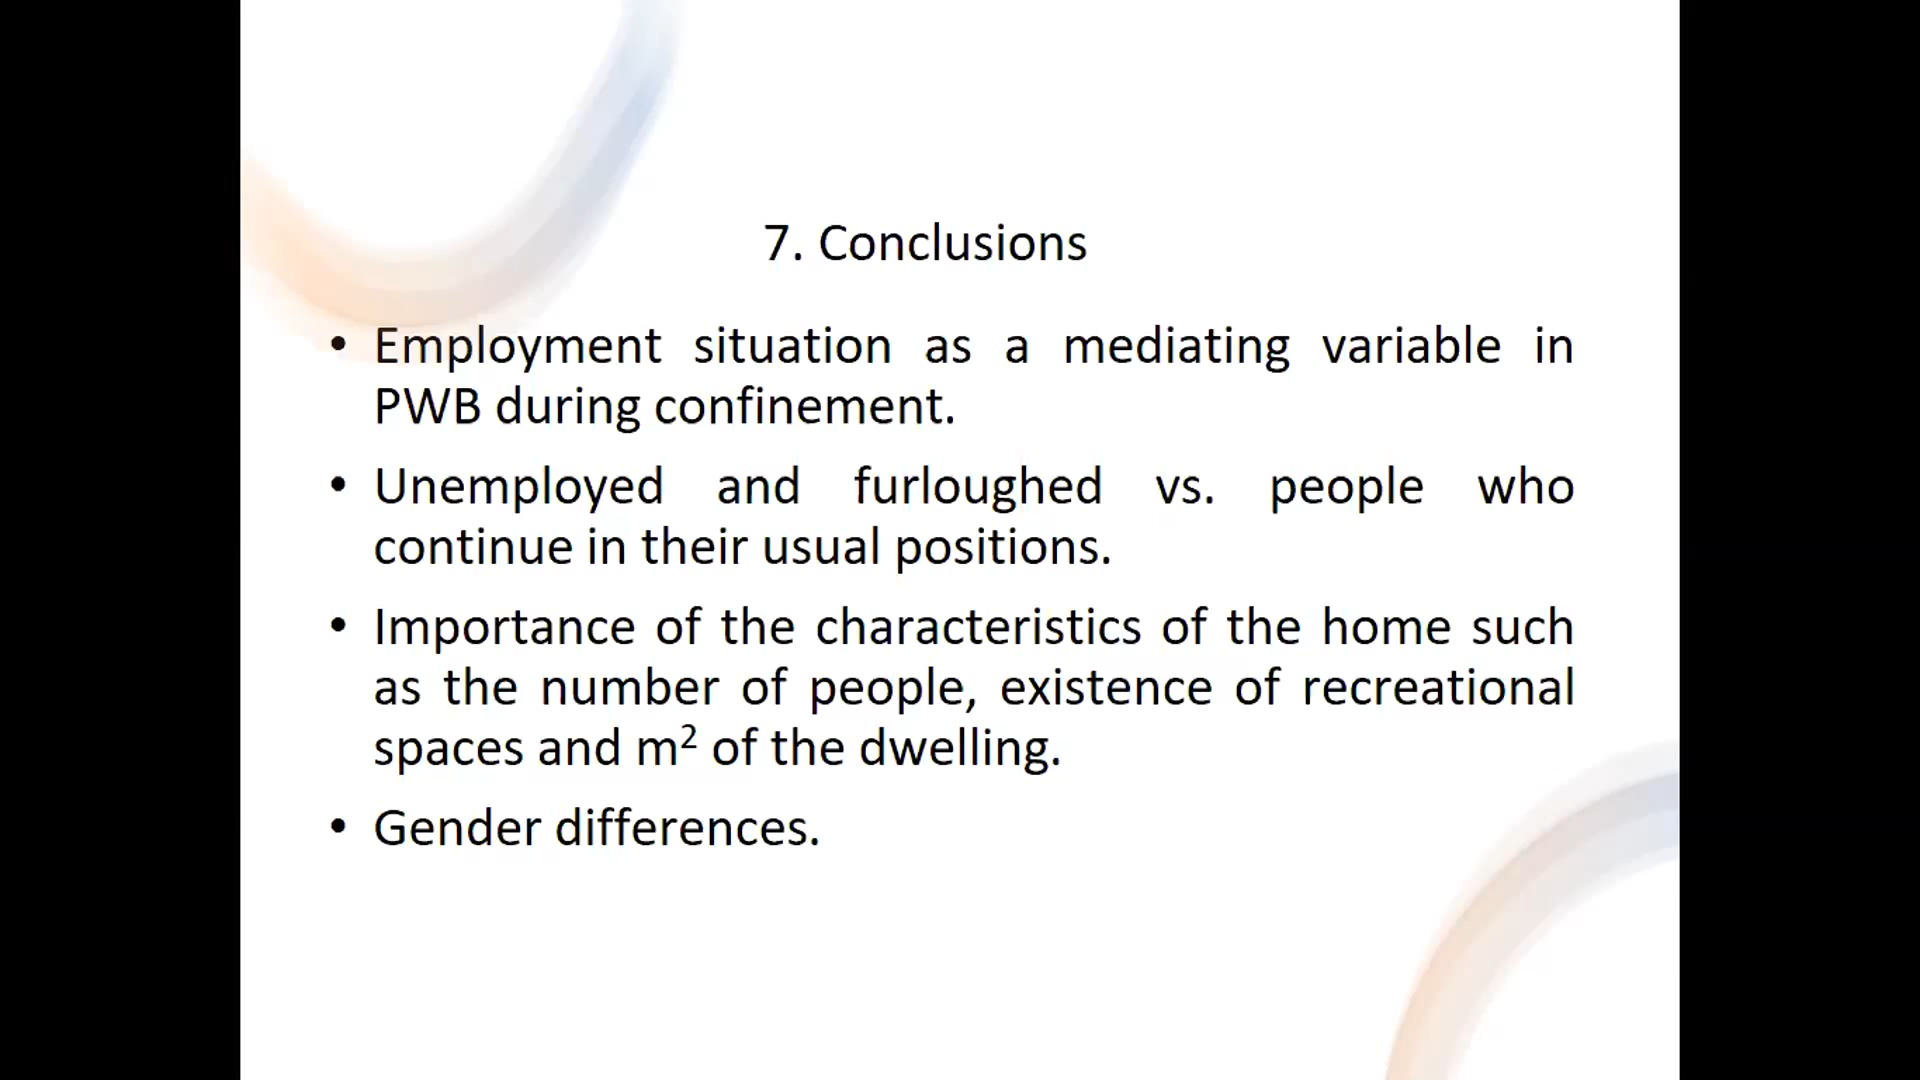 7. Conclusions
• Employment situation as a mediating variable in
PWB during confinement.
• Unemployed and furloughed vs. people who
continue in their usual positions.
• Importance of the characteristics of the home such
as the number of people, existence of recreational
spaces and m² of the dwelling.
• Gender differences.